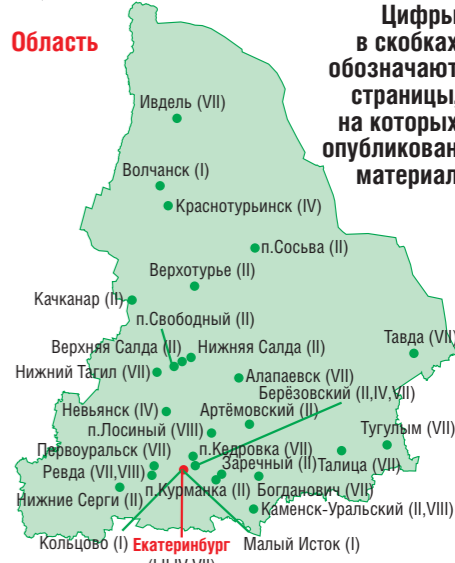 Область
Цифры
в скобках
обозначают
страницы,
на которых
опубликован
материал
Ивдель (VII)
Волчанск (I)
Краснотурьинск (IV)
п.Сосьва (II)
Верхотурье (II)
Качканар (II)
п.Свободный (II)
Тавда (VII)
Верхняя Салда (II)
Нижняя Салда (II)
Нижний Тагил (VII)
Алапаевск (VII)
Берёзовский (II,IV,VII)
Невьянск (IV)
Артёмовский (II)
п.Лосиный (VIII)
Тугулым (VII)
Первоуральск (VII)
п.Кедровка (VII)
Ревда (VII,VIII)
Заречный (II)
Талица (VII)
Нижние Серги (II)
п.Курманка (II)
Богданович (VII)
Каменск-Уральский (II,VIII)
Кольцово (I)
Екатеринбург
Малый Исток (I)